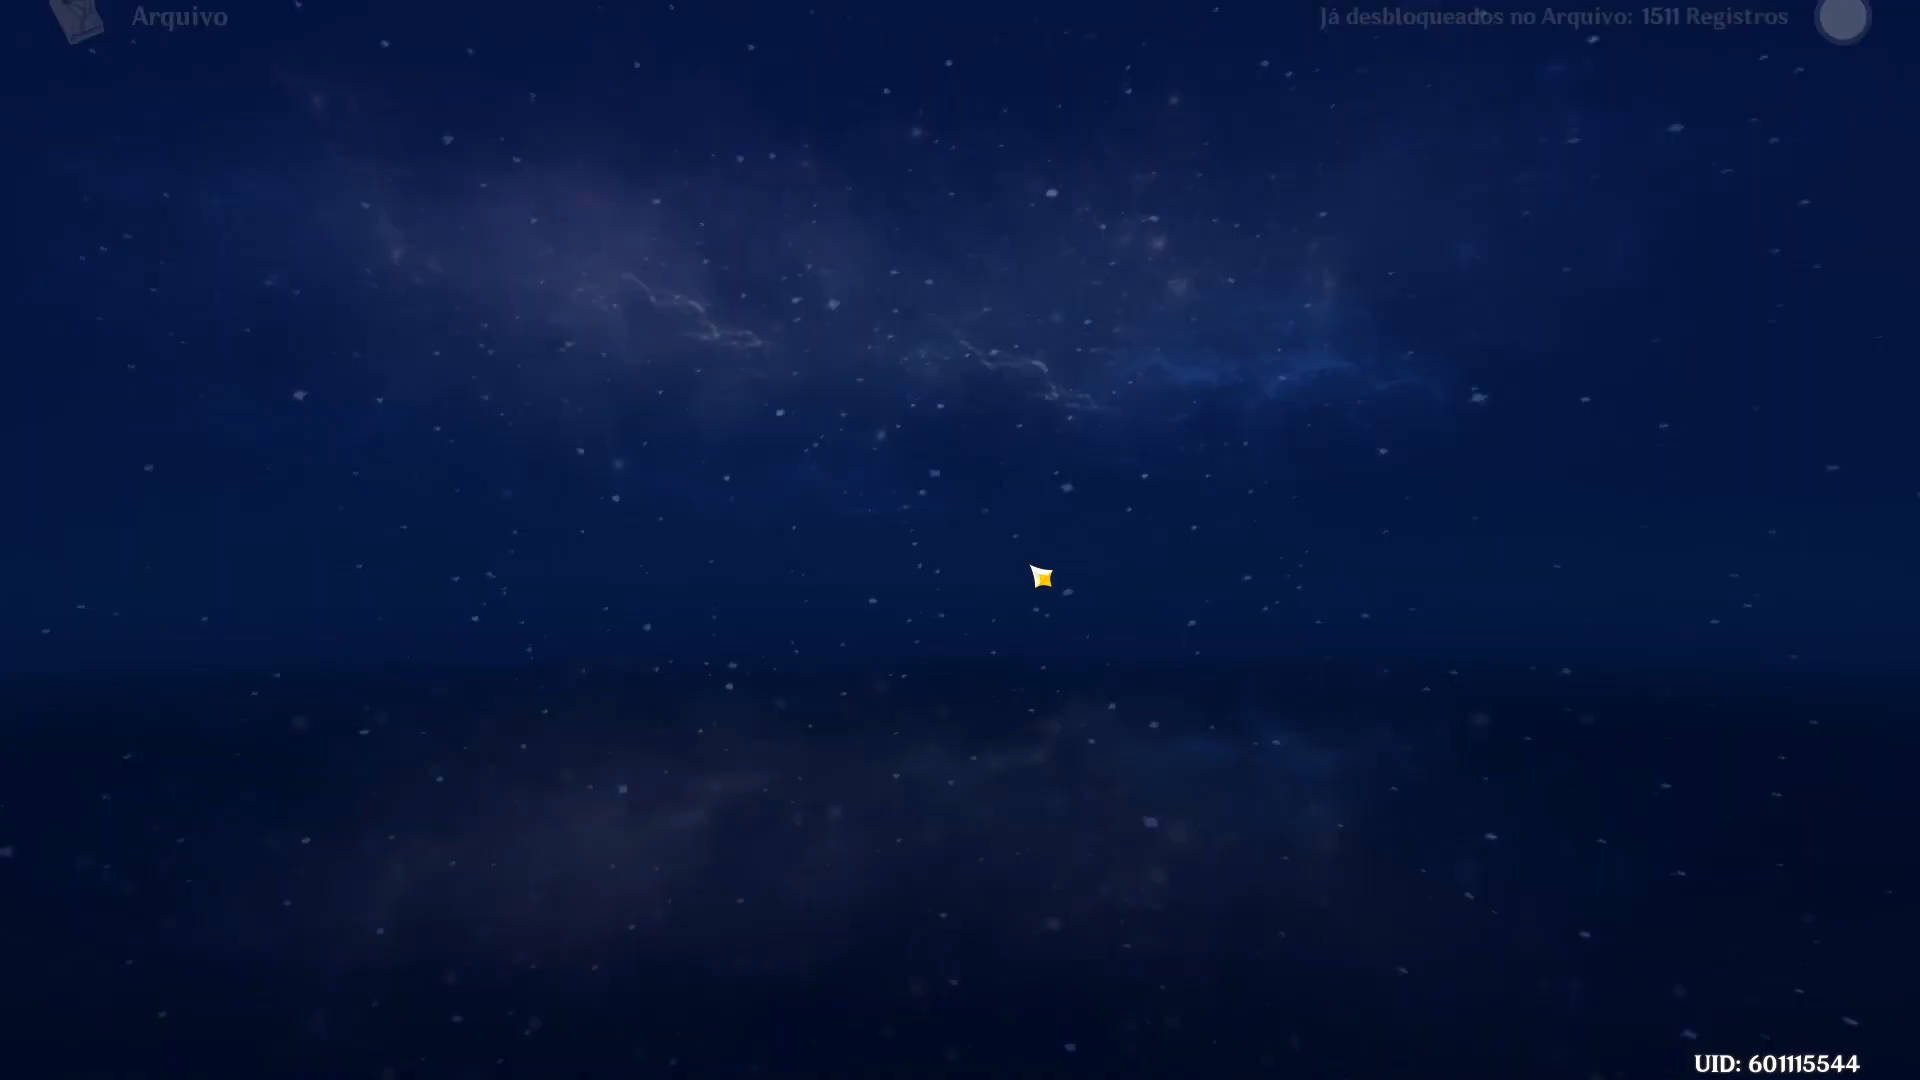 Arquivo
Já desbloqueados no Arquivo: 1511 Registros
UID: 601115544